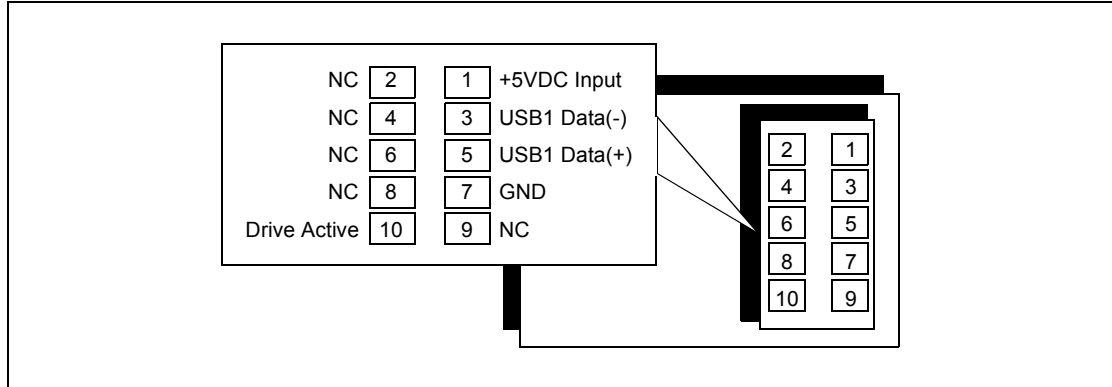 NC 2 1 +5VDC Input
NC 4 3 USB1 Data(-)
NC 6 5 USB1 Data(+)
NC 8 7 GND
Drive Active 10 9 NC
2 1
4 3
6 5
8 7
10 9